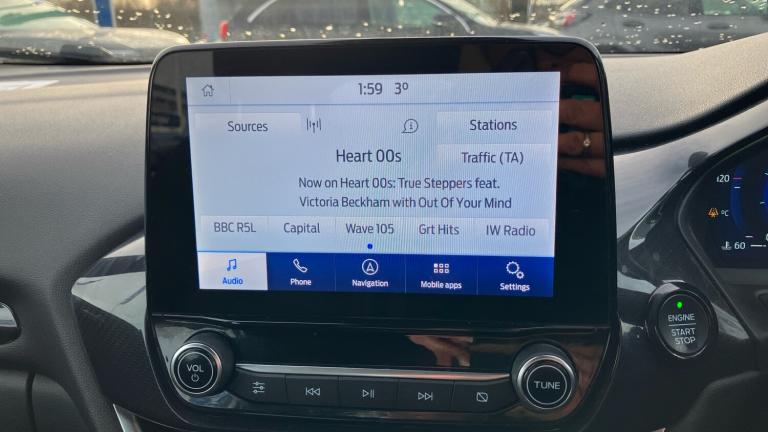 1:59 3°
Sources
Stations
Heart 00s
Traffic (TA)
Now on Heart 00s: True Steppers feat.
Victoria Beckham with Out Of Your Mind
BBC R5L Capital Wave 105 Grt Hits IW Radio
Audio Phone Navigation Mobile apps Settings
120
°C
60
ENGINE
START
STOP
VOL
TUNE